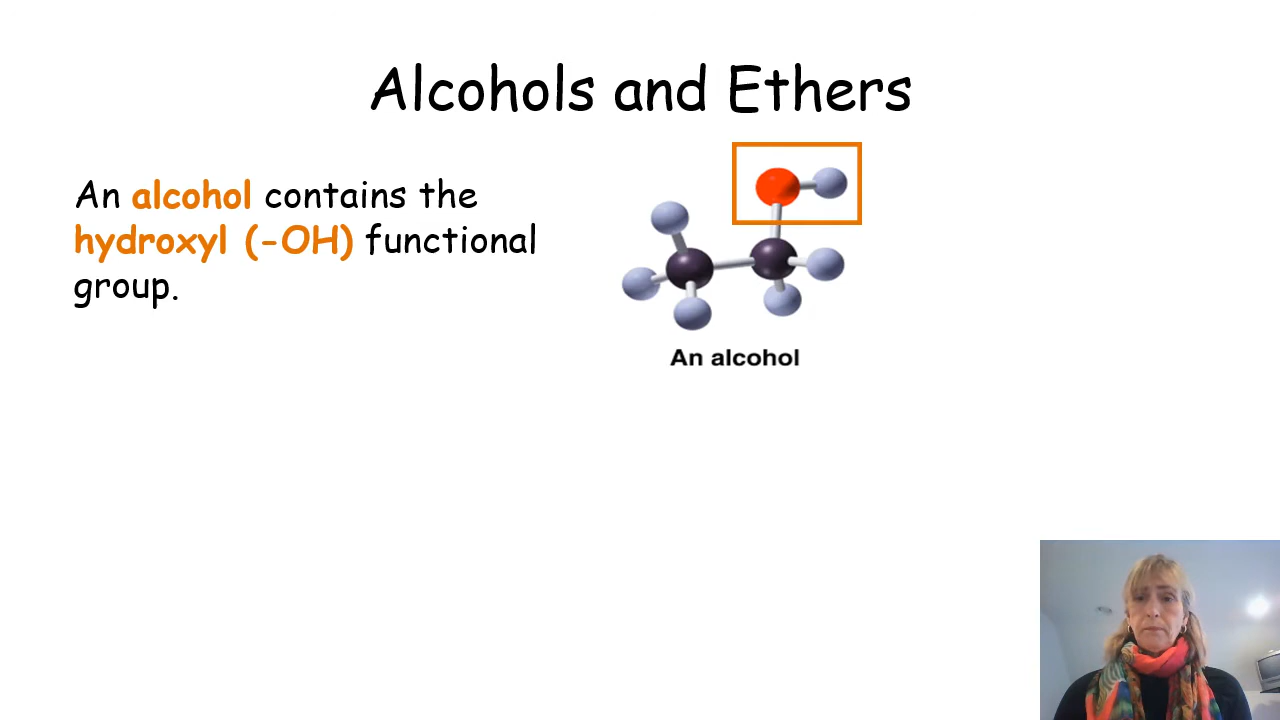 Alcohols and Ethers
An alcohol contains the
hydroxyl (-OH) functional
group.
An alcohol